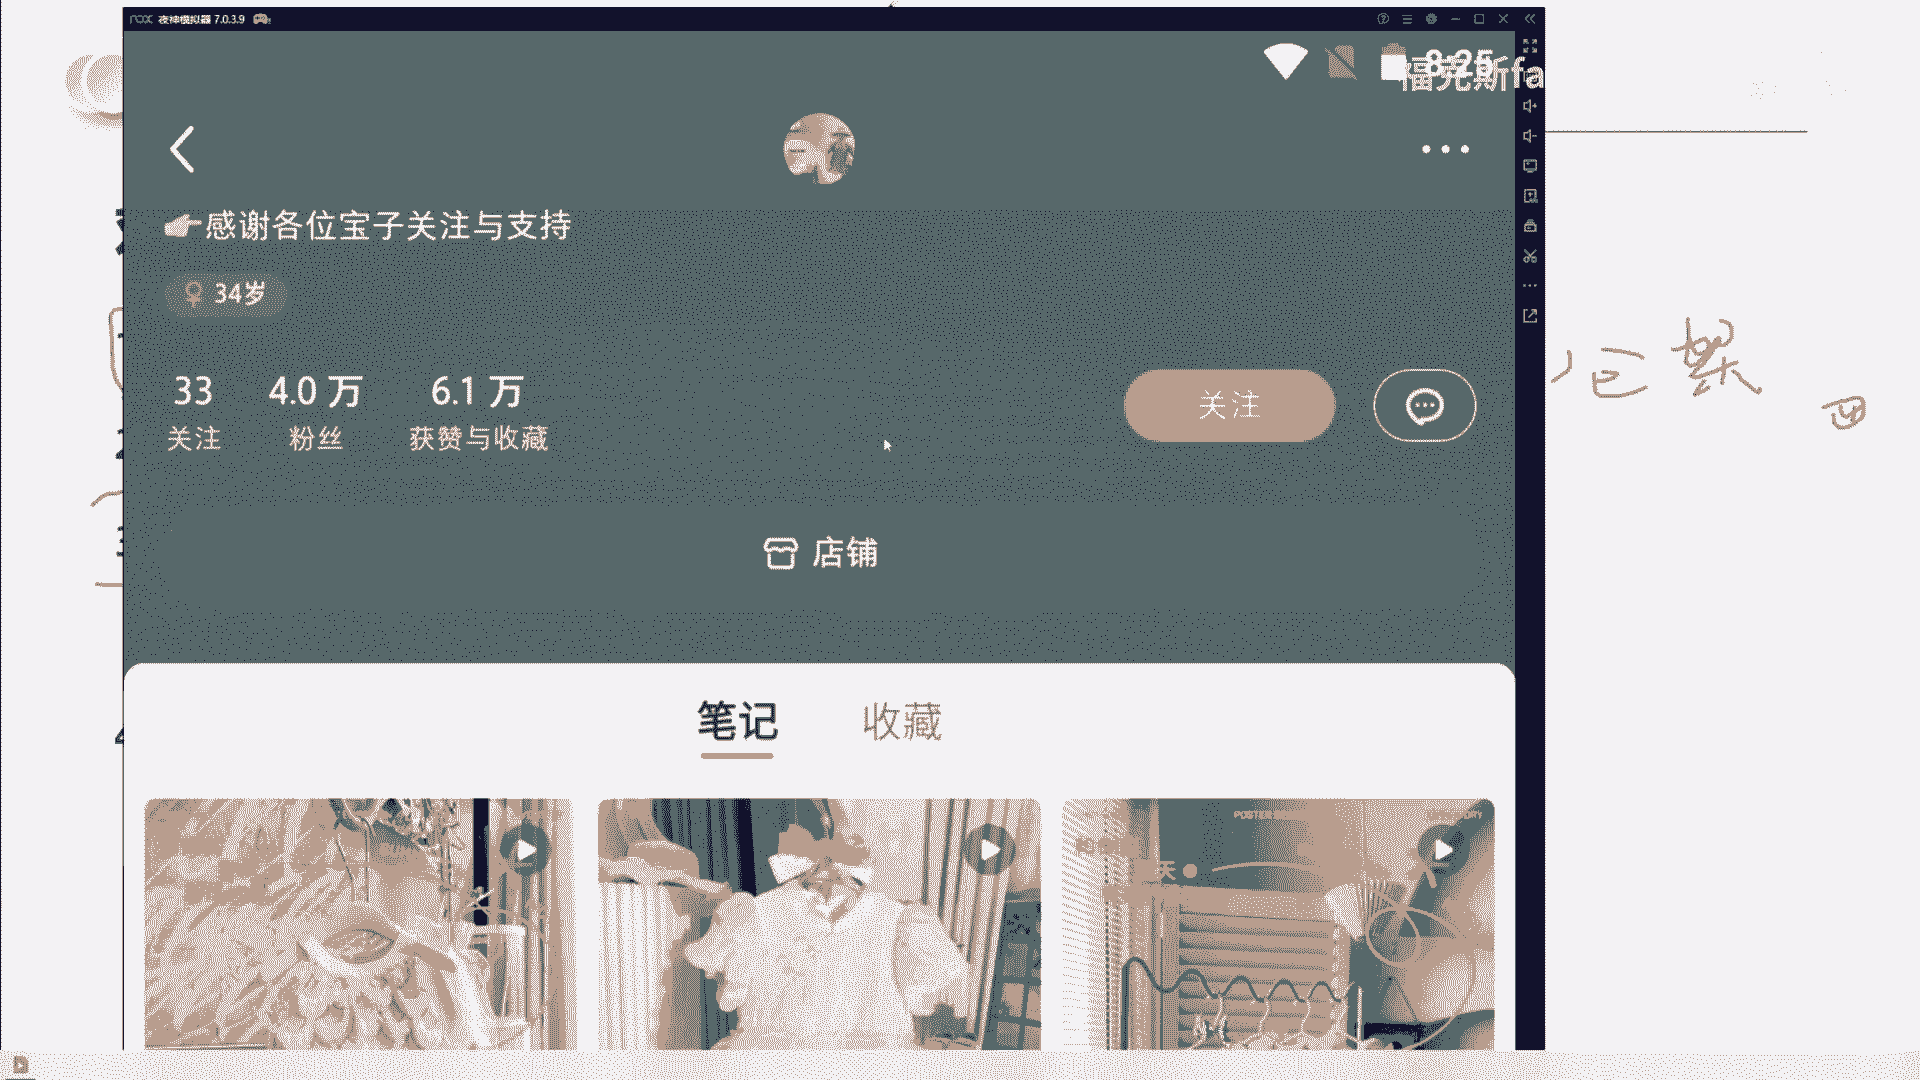 nox 夜神模拟器 7.0.3.9
8:25
福克斯fa
感谢各位宝子关注与支持
34岁
33 4.0 万 6.1 万
关注 粉丝 获赞与收藏
关注
店铺
笔记 收藏
POSTER
天